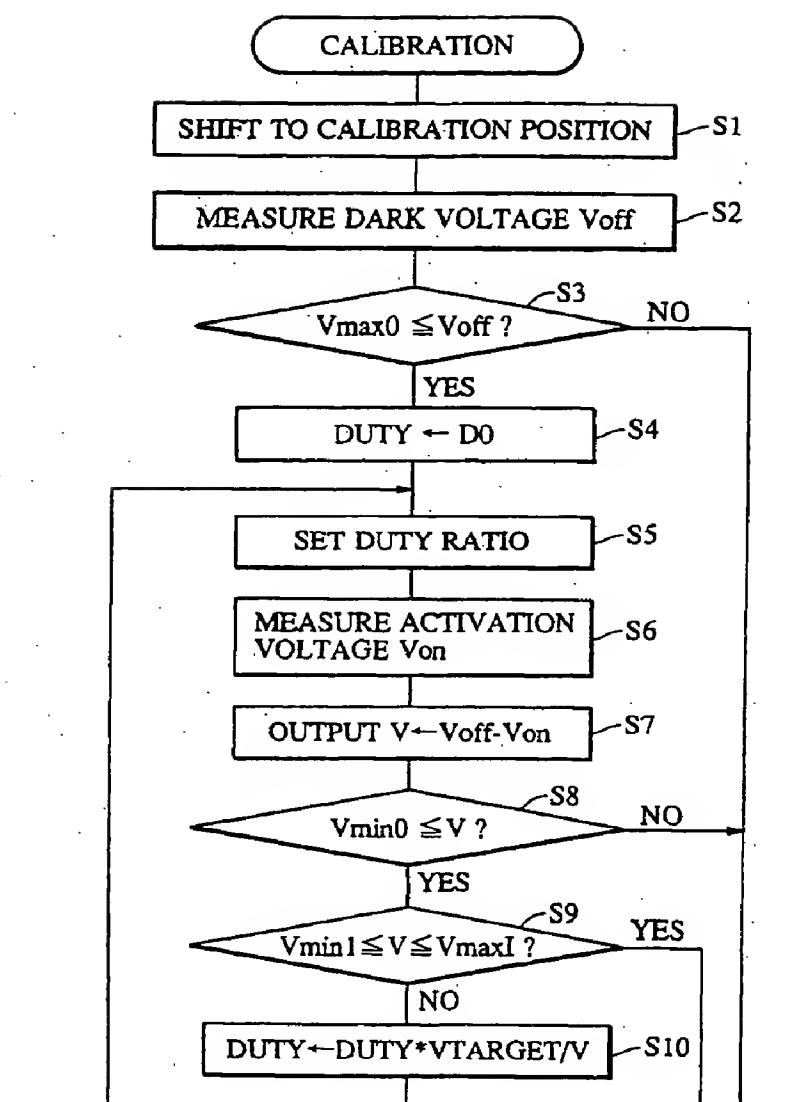 CALIBRATION
SHIFT TO CALIBRATION POSITION
S1
MEASURE DARK VOLTAGE Voff
S2
S3
Vmax0 ≦Voff ?
NO
YES
DUTY ← D0
S4
SET DUTY RATIO
S5
MEASURE ACTIVATION
VOLTAGE Von
S6
OUTPUT V←Voff-Von
S7
S8
Vmin0 ≦V ?
NO
YES
S9
Vmin1≦V≦VmaxI ?
YES
NO
DUTY←DUTY*VTARGET/V
S10